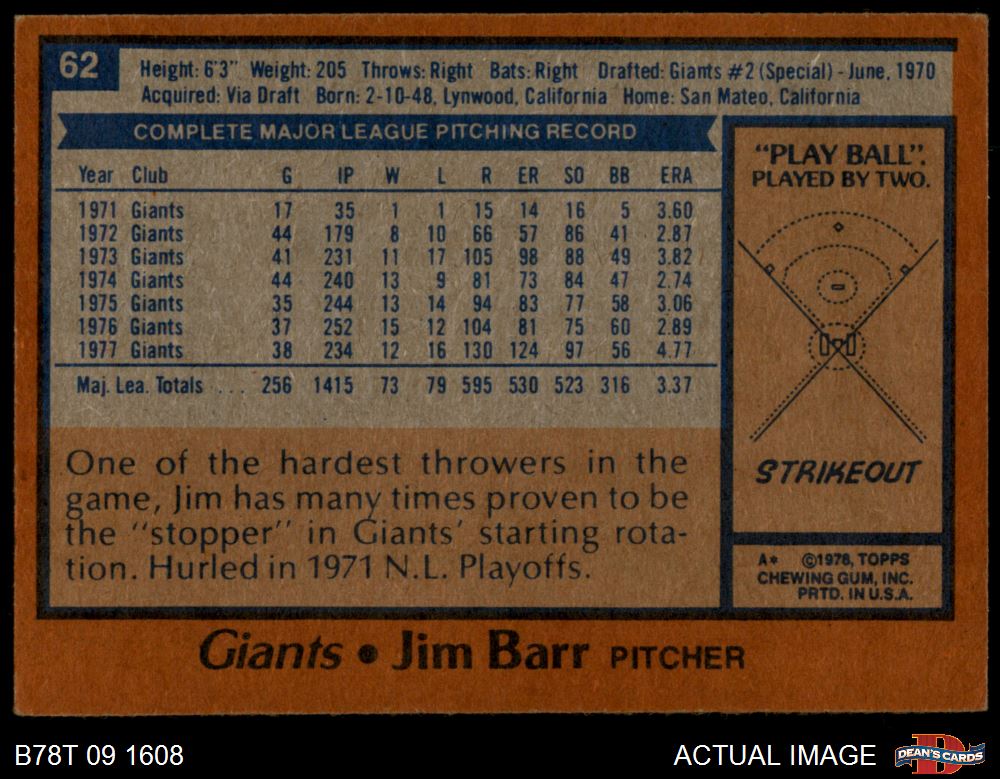 62
Height: 6'3" Weight: 205 Throws: Right Bats: Right Drafted: Giants #2 (Special) - June, 1970
Acquired: Via Draft Born: 2-10-48, Lynwood, California Home: San Mateo, California
COMPLETE MAJOR LEAGUE PITCHING RECORD
Year Club G IP W L R ER SO BB ERA
1971 Giants 17 35 1 1 15 14 16 5 3.60
1972 Giants 44 179 8 10 66 57 86 41 2.87
1973 Giants 41 231 11 17 105 98 88 49 3.82
1974 Giants 44 240 13 9 81 73 84 47 2.74
1975 Giants 35 244 13 14 94 83 77 58 3.06
1976 Giants 37 252 15 12 104 81 75 60 2.89
1977 Giants 38 234 12 16 130 124 97 56 4.77
Maj. Lea. Totals ... 256 1415 73 79 595 530 523 316 3.37
One of the hardest throwers in the
game, Jim has many times proven to be
the "stopper" in Giants' starting rota-
tion. Hurled in 1971 N.L. Playoffs.
"PLAY BALL".
PLAYED BY TWO.
STRIKEOUT
A* ©1978, TOPPS
CHEWING GUM, INC.
PRTD. IN U.S.A.
Giants • Jim Barr PITCHER
B78T 09 1608
ACTUAL IMAGE
D
DEAN'S CARDS